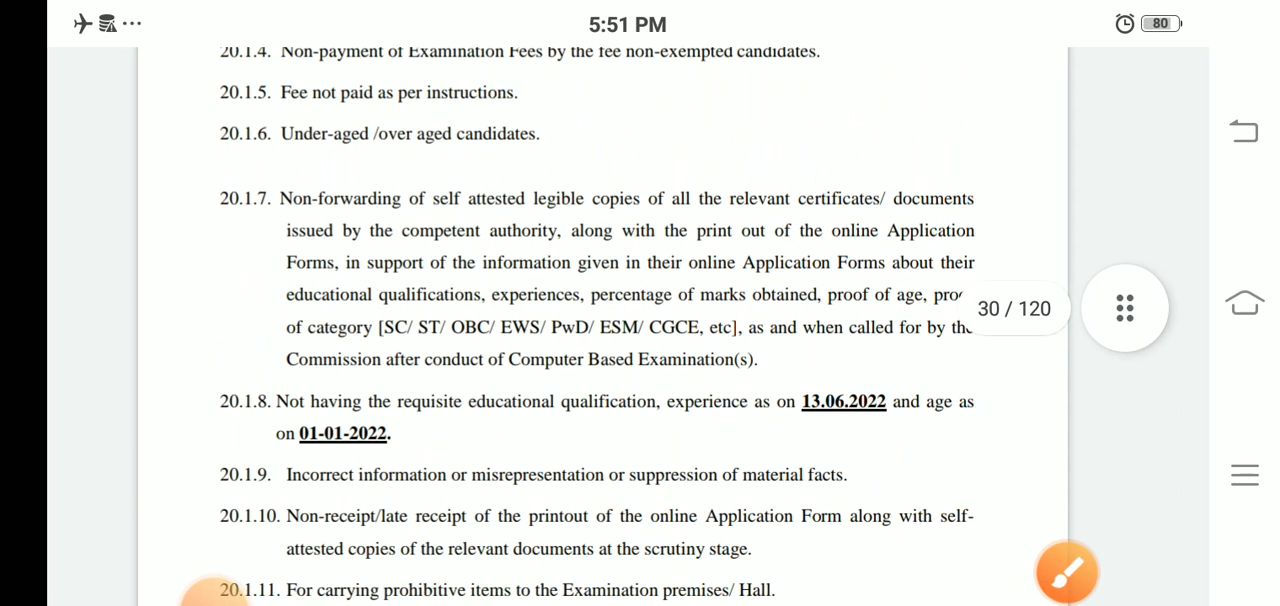 5:51 PM
80
20.1.4. Non-payment of Examination Fees by the fee non-exempted candidates.
20.1.5. Fee not paid as per instructions.
20.1.6. Under-aged /over aged candidates.
20.1.7. Non-forwarding of self attested legible copies of all the relevant certificates/ documents
issued by the competent authority, along with the print out of the online Application
Forms, in support of the information given in their online Application Forms about their
educational qualifications, experiences, percentage of marks obtained, proof of age,
30 / 120
of category [SC/ ST/ OBC/ EWS/ PwD/ ESM/ CGCE, etc], as and when called for by
Commission after conduct of Computer Based Examination(s).
20.1.8. Not having the requisite educational qualification, experience as on 13.06.2022 and age as
on 01-01-2022.
20.1.9. Incorrect information or misrepresentation or suppression of material facts.
20.1.10. Non-receipt/late receipt of the printout of the online Application Form along with self-
attested copies of the relevant documents at the scrutiny stage.
20.1.11. For carrying prohibitive items to the Examination premises/ Hall.